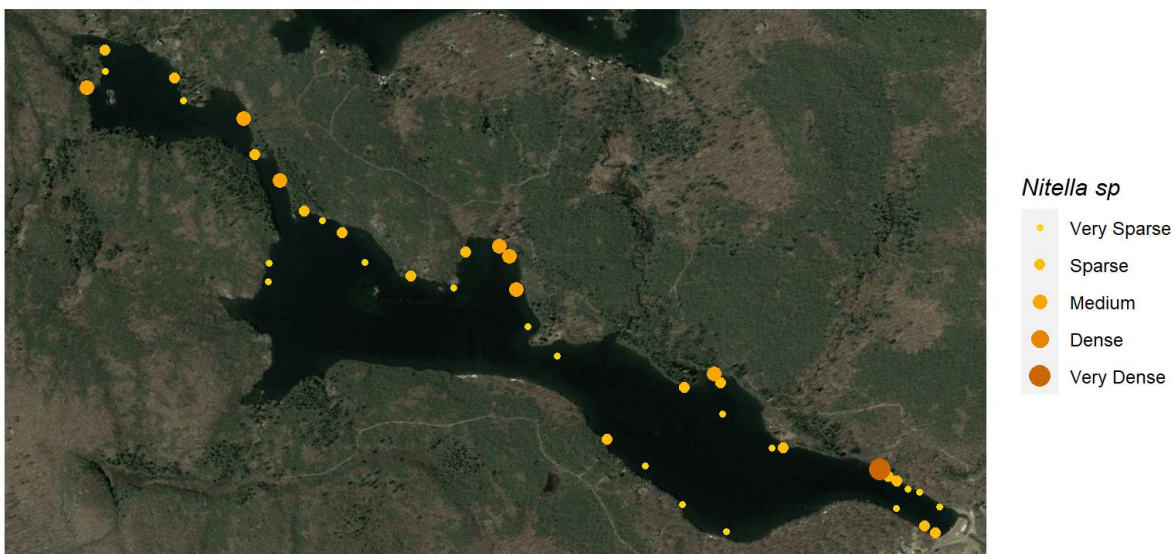 Nitella sp
Very Sparse
Sparse
Medium
Dense
Very Dense